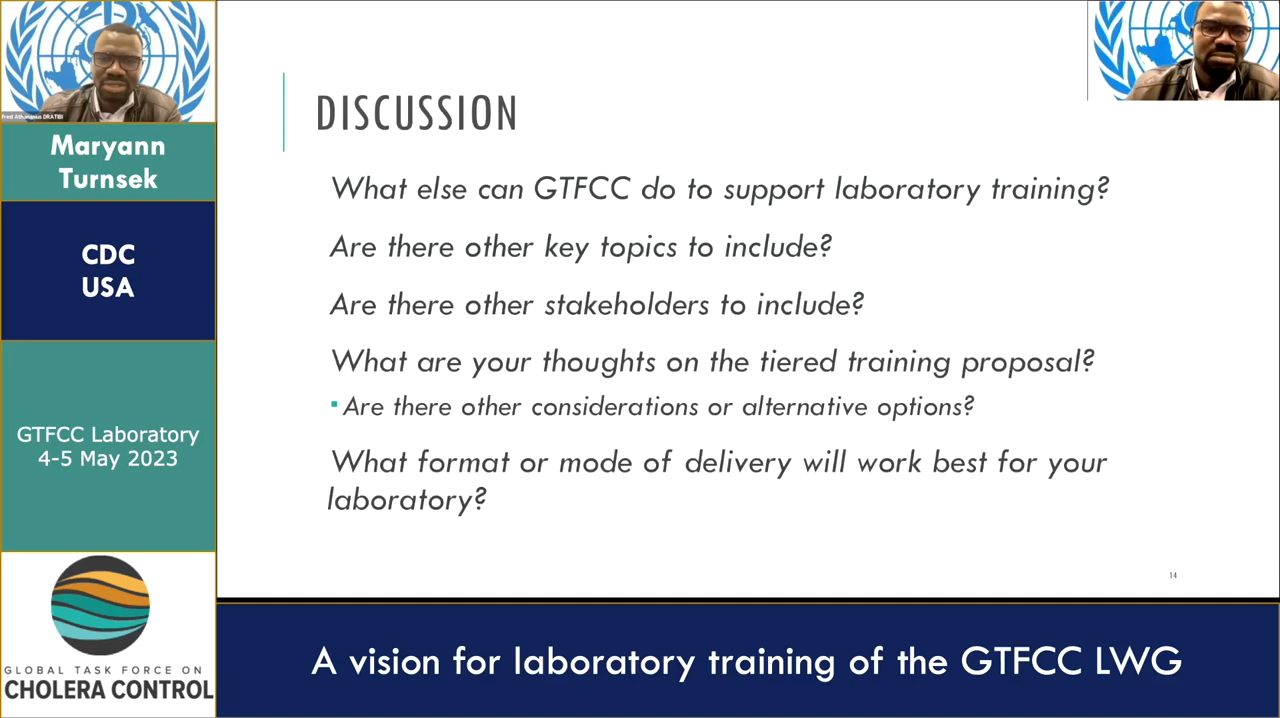 Fred Athanasius DRATIBI
Maryann
Turnsek
CDC
USA
GTFCC Laboratory
4-5 May 2023
GLOBAL TASK FORCE ON
CHOLERA CONTROL
DISCUSSION
What else can GTFCC do to support laboratory training?
Are there other key topics to include?
Are there other stakeholders to include?
What are your thoughts on the tiered training proposal?
▪ Are there other considerations or alternative options?
What format or mode of delivery will work best for your
laboratory?
14
A vision for laboratory training of the GTFCC LWG